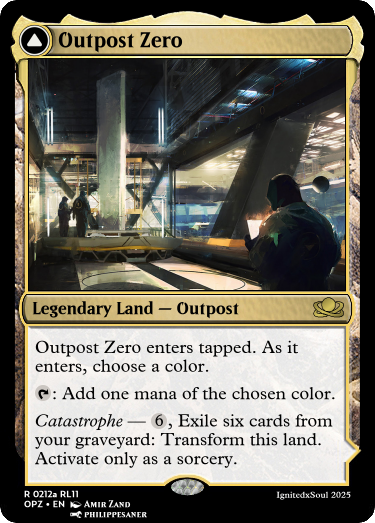 Outpost Zero
Legendary Land — Outpost
Outpost Zero enters tapped. As it
enters, choose a color.
: Add one mana of the chosen color.
Catastrophe — 6, Exile six cards from
your graveyard: Transform this land.
Activate only as a sorcery.
R 0212a RL11
IgnitedxSoul 2025
OPZ • EN Amir Zand
philippesaner